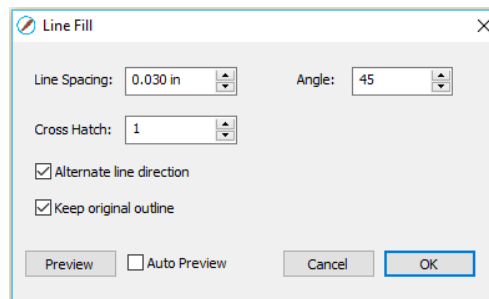 Line Fill
Line Spacing: 0.030 in Angle: 45
Cross Hatch: 1
Alternate line direction
Keep original outline
Preview Auto Preview Cancel OK